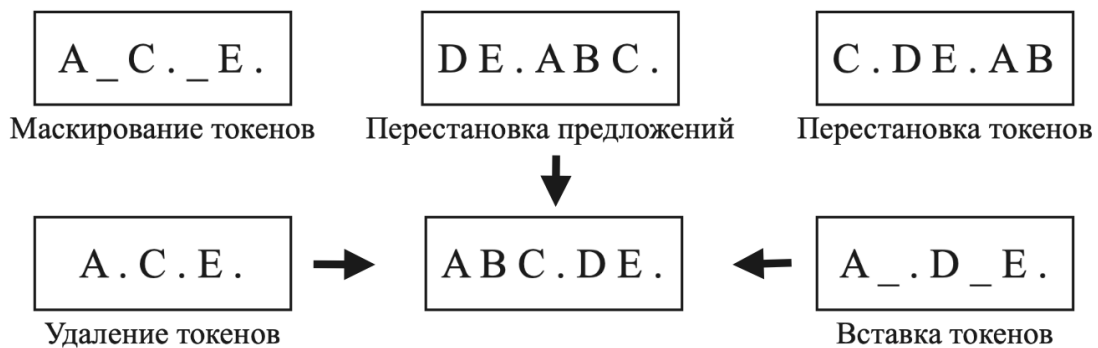 A _ C . _ E .
D E . A B C .
C . D E . A B
Маскирование токенов
Перестановка предложений
Перестановка токенов
A . C . E .
A B C . D E .
A _ . D _ E .
Удаление токенов
Вставка токенов